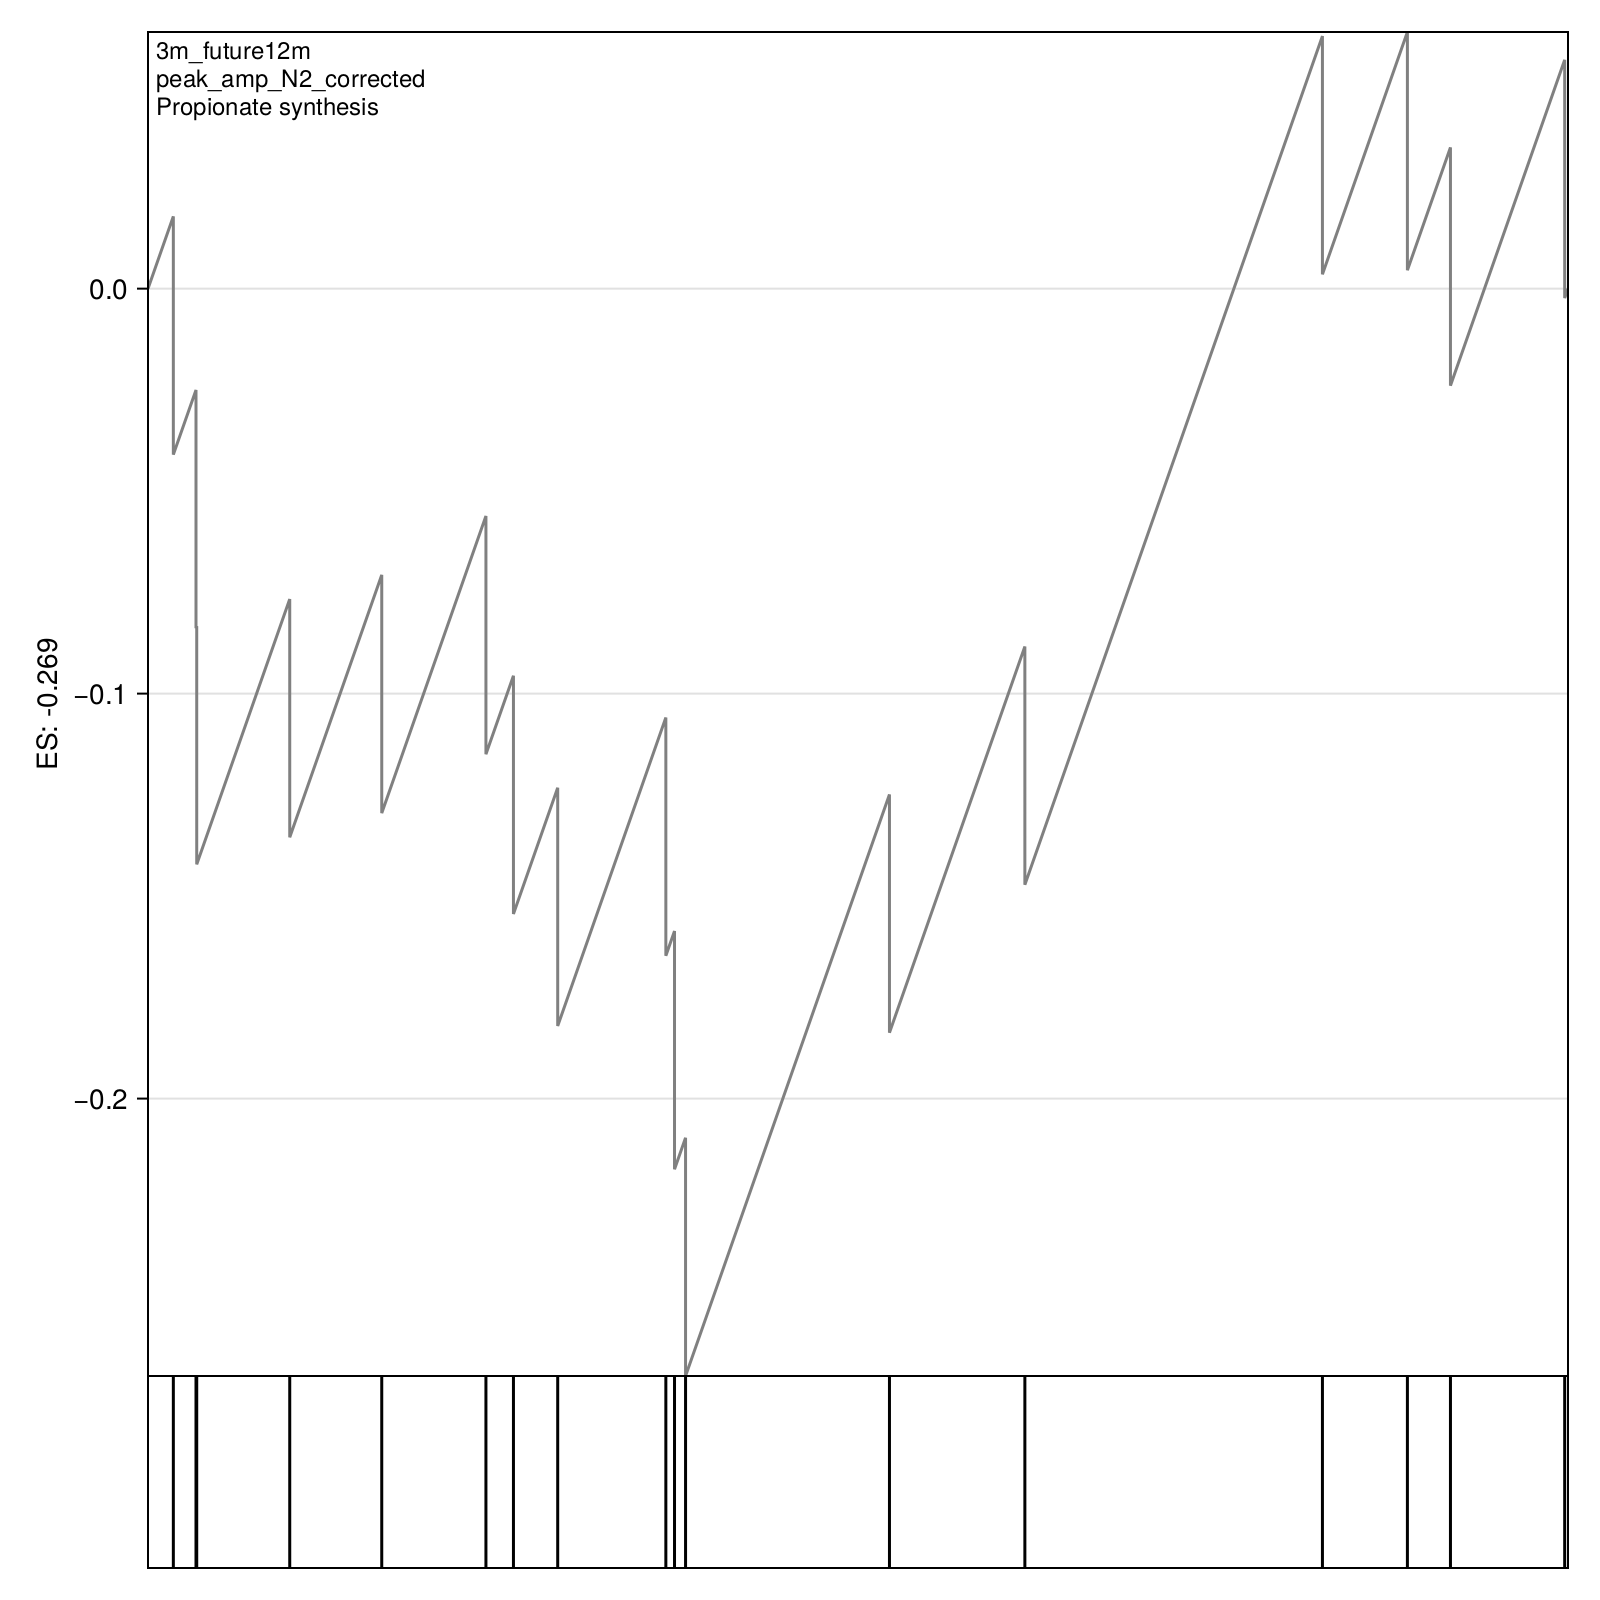 3m_future12m
peak_amp_N2_corrected
Propionate synthesis
0.0
−0.1
−0.2
ES: -0.269